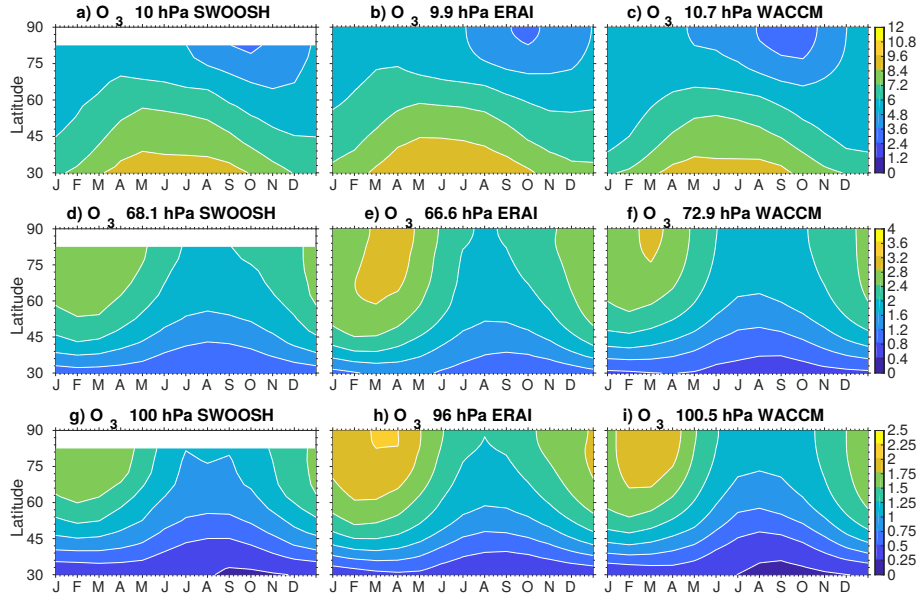 a) O 3 10 hPa SWOOSH
b) O 3 9.9 hPa ERAI
c) O 3 10.7 hPa WACCM
Latitude
90
75
60
45
30
J F M A M J J A S O N D
J F M A M J J A S O N D
J F M A M J J A S O N D
12
10.8
9.6
8.4
7.2
6
4.8
3.6
2.4
1.2
0
d) O 3 68.1 hPa SWOOSH
e) O 3 66.6 hPa ERAI
f) O 3 72.9 hPa WACCM
Latitude
90
75
60
45
30
J F M A M J J A S O N D
J F M A M J J A S O N D
J F M A M J J A S O N D
4
3.6
3.2
2.8
2.4
2
1.6
1.2
0.8
0.4
0
g) O 3 100 hPa SWOOSH
h) O 3 96 hPa ERAI
i) O 3 100.5 hPa WACCM
Latitude
90
75
60
45
30
J F M A M J J A S O N D
J F M A M J J A S O N D
J F M A M J J A S O N D
2.5
2.25
2
1.75
1.5
1.25
1
0.75
0.5
0.25
0